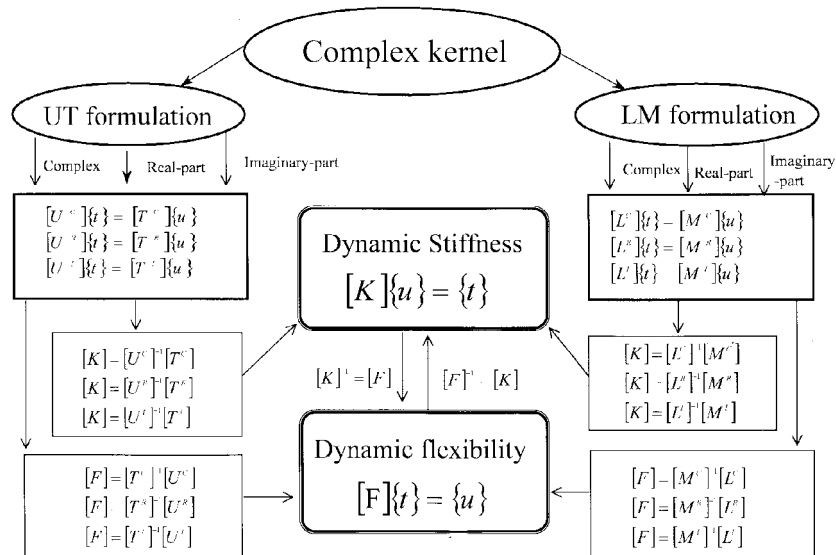 Complex kernel
UT formulation
LM formulation
Complex
Real-part
Imaginary-part
Complex
Real-part
Imaginary
-part
[U^C]{t} = [T^C]{u}
[U^R]{t} = [T^R]{u}
[U^I]{t} = [T^I]{u}
Dynamic Stiffness
[K]{u} = {t}
[L^C]{t} = [M^C]{u}
[L^R]{t} = [M^R]{u}
[L^I]{t} [M^I]{u}
[K] = [U^C]^-1[T^C]
[K] = [U^R]^-1[T^R]
[K] = [U^I]^-1[T^I]
[K]^-1 = [F]
[F]^-1 = [K]
[K] = [L^C]^-1[M^C]
[K] = [L^R]^-1[M^R]
[K] = [L^I]^-1[M^I]
Dynamic flexibility
[F]{t} = {u}
[F] = [T^C]^-1[U^C]
[F] = [T^R]^-1[U^R]
[F] = [T^I]^-1[U^I]
[F] = [M^C]^-1[L^C]
[F] = [M^R]^-1[L^R]
[F] = [M^I]^-1[L^I]